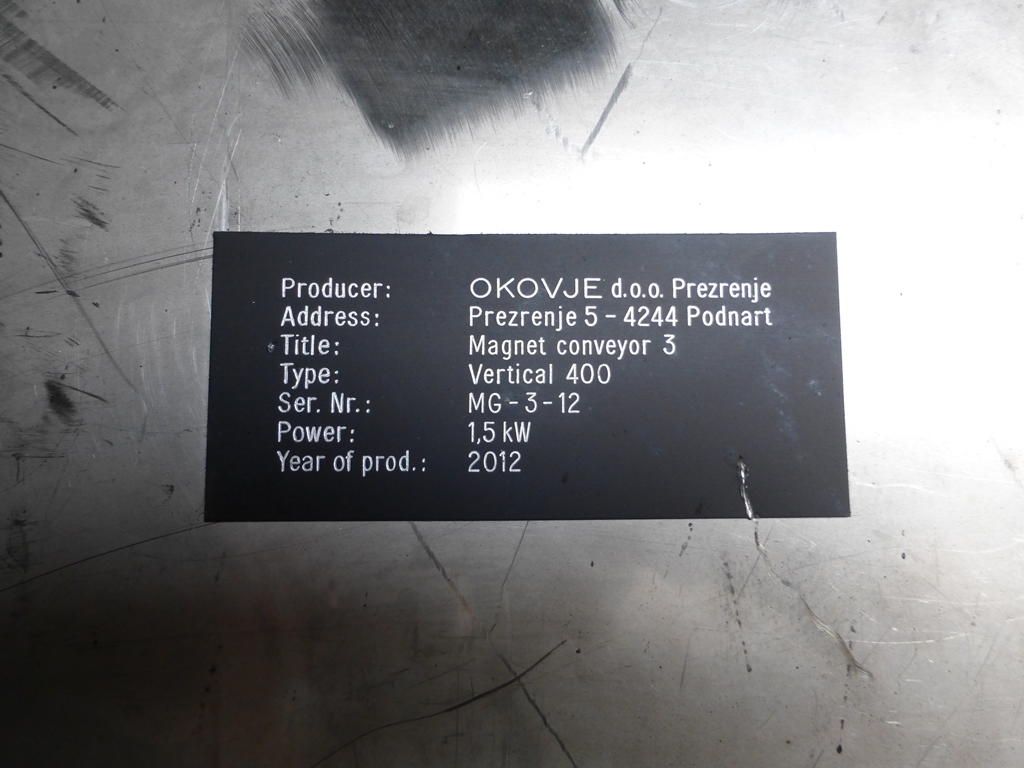 Producer: OKOVJE d.o.o. Prezrenje
Address: Prezrenje 5 - 4244 Podnart
Title: Magnet conveyor 3
Type: Vertical 400
Ser. Nr.: MG - 3 - 12
Power: 1,5 kW
Year of prod.: 2012